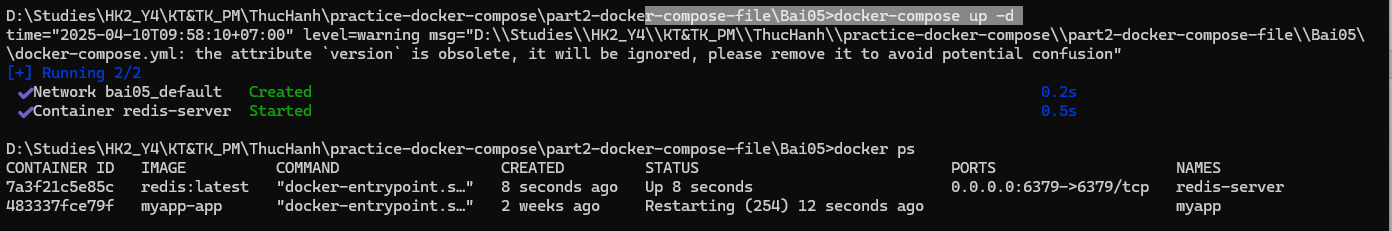 D:\Studies\HK2_Y4\KT&TK_PM\ThucHanh\practice-docker-compose\part2-docker-compose-file\Bai05>docker-compose up -d
time="2025-04-10T09:58:10+07:00" level=warning msg="D:\\Studies\\HK2_Y4\\KT&TK_PM\\ThucHanh\\practice-docker-compose\\part2-docker-compose-file\\Bai05\
\docker-compose.yml: the attribute `version` is obsolete, it will be ignored, please remove it to avoid potential confusion"
[+] Running 2/2
✔Network bai05_default Created 0.2s
✔Container redis-server Started 0.5s
D:\Studies\HK2_Y4\KT&TK_PM\ThucHanh\practice-docker-compose\part2-docker-compose-file\Bai05>docker ps
CONTAINER ID IMAGE COMMAND CREATED STATUS PORTS NAMES
7a3f21c5e85c redis:latest "docker-entrypoint.s…" 8 seconds ago Up 8 seconds 0.0.0.0:6379->6379/tcp redis-server
483337fce79f myapp-app "docker-entrypoint.s…" 2 weeks ago Restarting (254) 12 seconds ago myapp